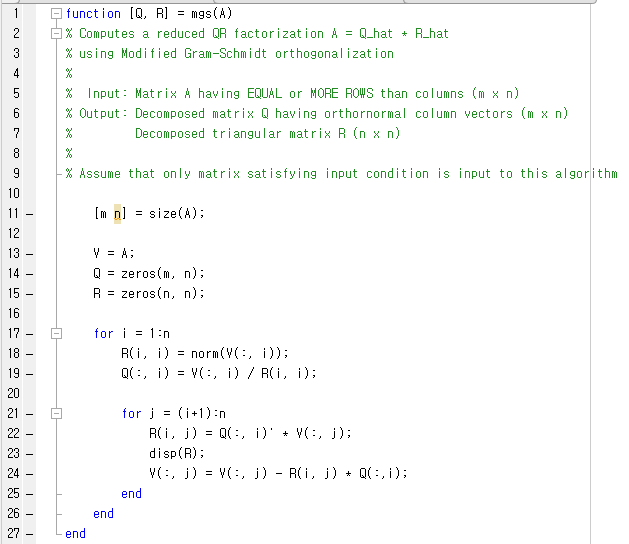 1 function [Q, R] = mgs(A)
2 % Computes a reduced QR factorization A = Q_hat * R_hat
3 % using Modified Gram-Schmidt orthogonalization
4 %
5 %  Input: Matrix A having EQUAL or MORE ROWS than columns (m x n)
6 % Output: Decomposed matrix Q having orthornormal column vectors (m x n)
7 %         Decomposed triangular matrix R (n x n)
8 %
9 % Assume that only matrix satisfying input condition is input to this algorithm
10
11 –     [m n] = size(A);
12
13 –     V = A;
14 –     Q = zeros(m, n);
15 –     R = zeros(n, n);
16
17 –     for i = 1:n
18 –         R(i, i) = norm(V(:, i));
19 –         Q(:, i) = V(:, i) / R(i, i);
20
21 –         for j = (i+1):n
22 –             R(i, j) = Q(:, i)' * V(:, j);
23 –             disp(R);
24 –             V(:, j) = V(:, j) - R(i, j) * Q(:,i);
25 –         end
26 –     end
27 – end